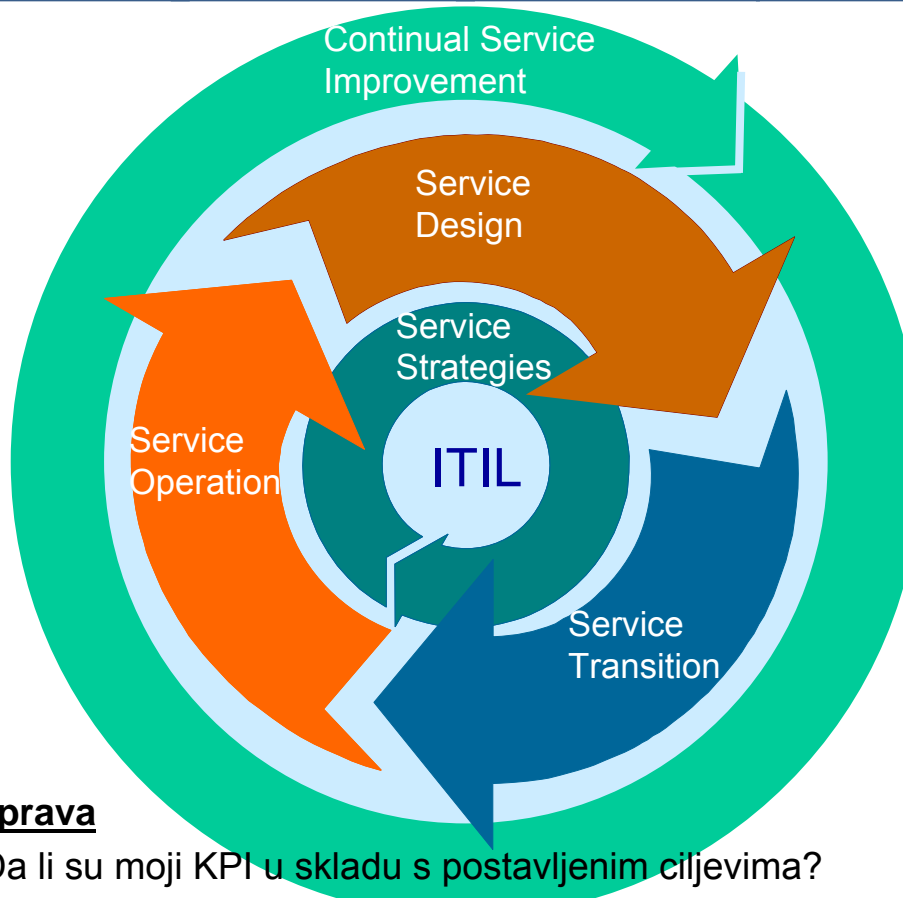 Continual Service
Improvement
Service
Design
Service
Strategies
Service
Operation
ITIL
Service
Transition
prava
Da li su moji KPI u skladu s postavljenim ciljevima?